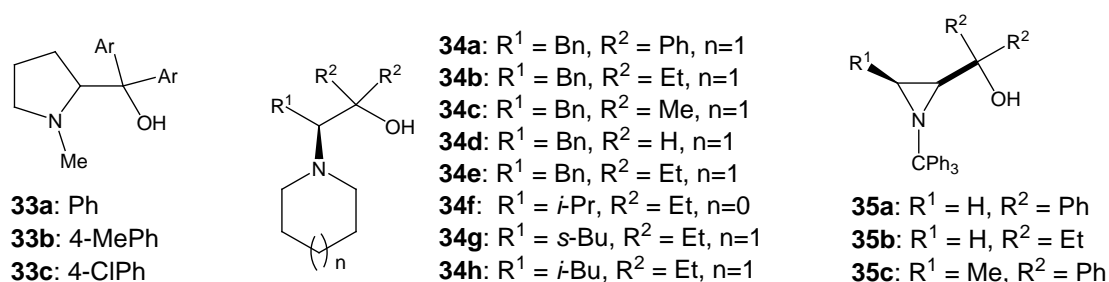 Ar
Ar
N
OH
Me
33a: Ph
33b: 4-MePh
33c: 4-ClPh
R2 R2
R1
OH
N
( ) n
34a: R1 = Bn, R2 = Ph, n=1
34b: R1 = Bn, R2 = Et, n=1
34c: R1 = Bn, R2 = Me, n=1
34d: R1 = Bn, R2 = H, n=1
34e: R1 = Bn, R2 = Et, n=1
34f: R1 = i-Pr, R2 = Et, n=0
34g: R1 = s-Bu, R2 = Et, n=1
34h: R1 = i-Bu, R2 = Et, n=1
R2
R2
R1
OH
N
CPh3
35a: R1 = H, R2 = Ph
35b: R1 = H, R2 = Et
35c: R1 = Me, R2 = Ph